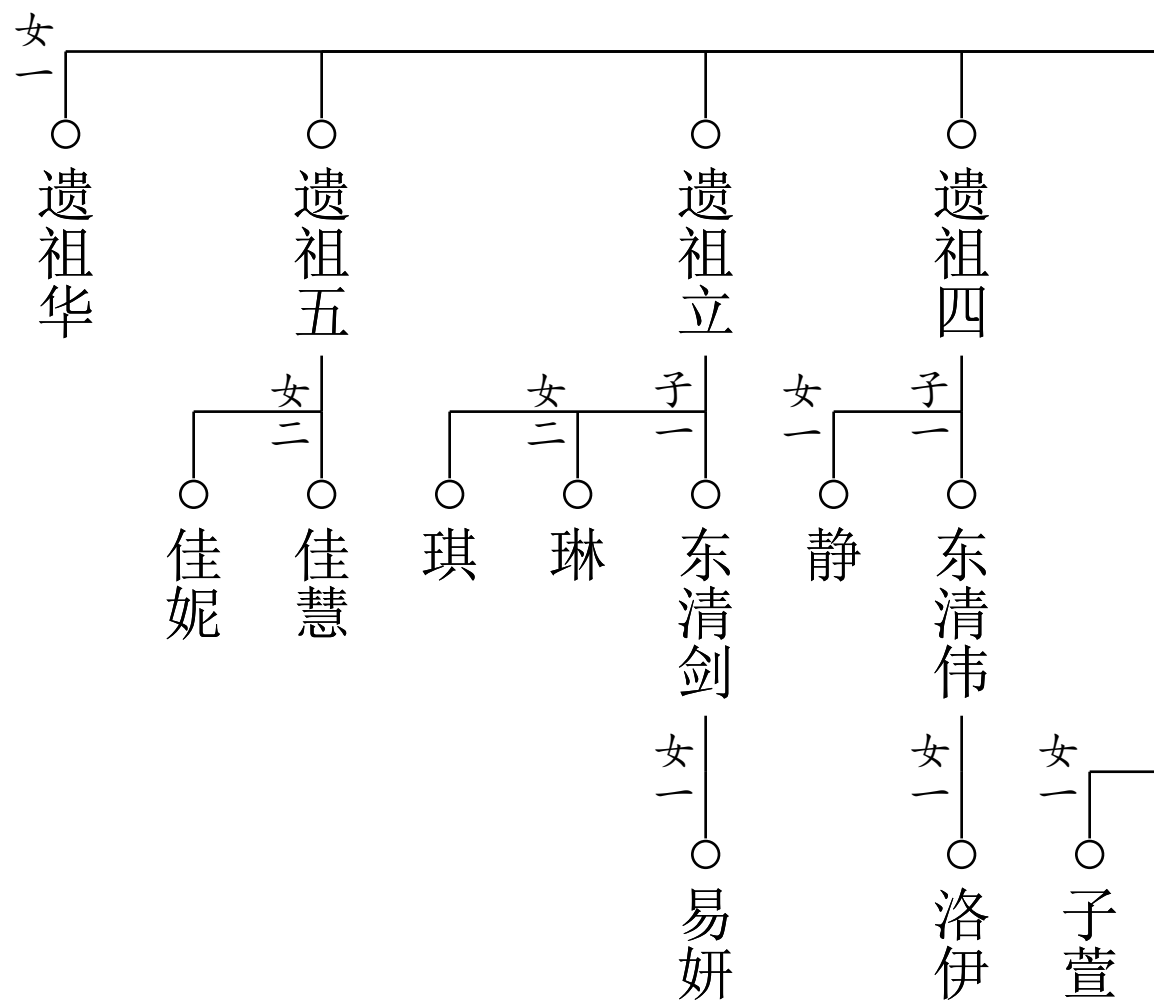 女一
遗祖华
遗祖五
遗祖立
遗祖四
女二
女二
子一
女一
子一
佳妮
佳慧
琪
琳
东清剑
静
东清伟
女一
女一
女一
易妍
洛伊
子萱